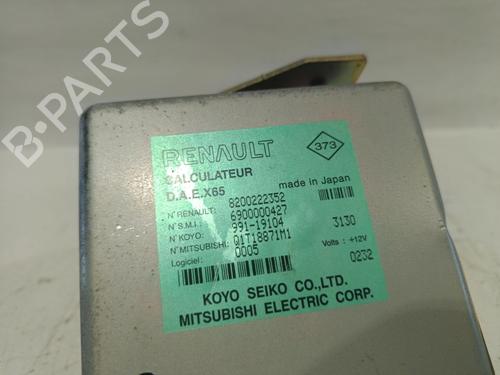 RENAULT
373
CALCULATEUR
D.A.E.X65
made in Japan
8200222352
N° RENAULT: 6900000427
N° S.M.I.: 991-19104 3130
N° KOYO: Q1T18871M1
N° MITSUBISHI: 0005 Volts: +12V
Logiciel: 0232
KOYO SEIKO CO.,LTD.
MITSUBISHI ELECTRIC CORP.
B-PARTS